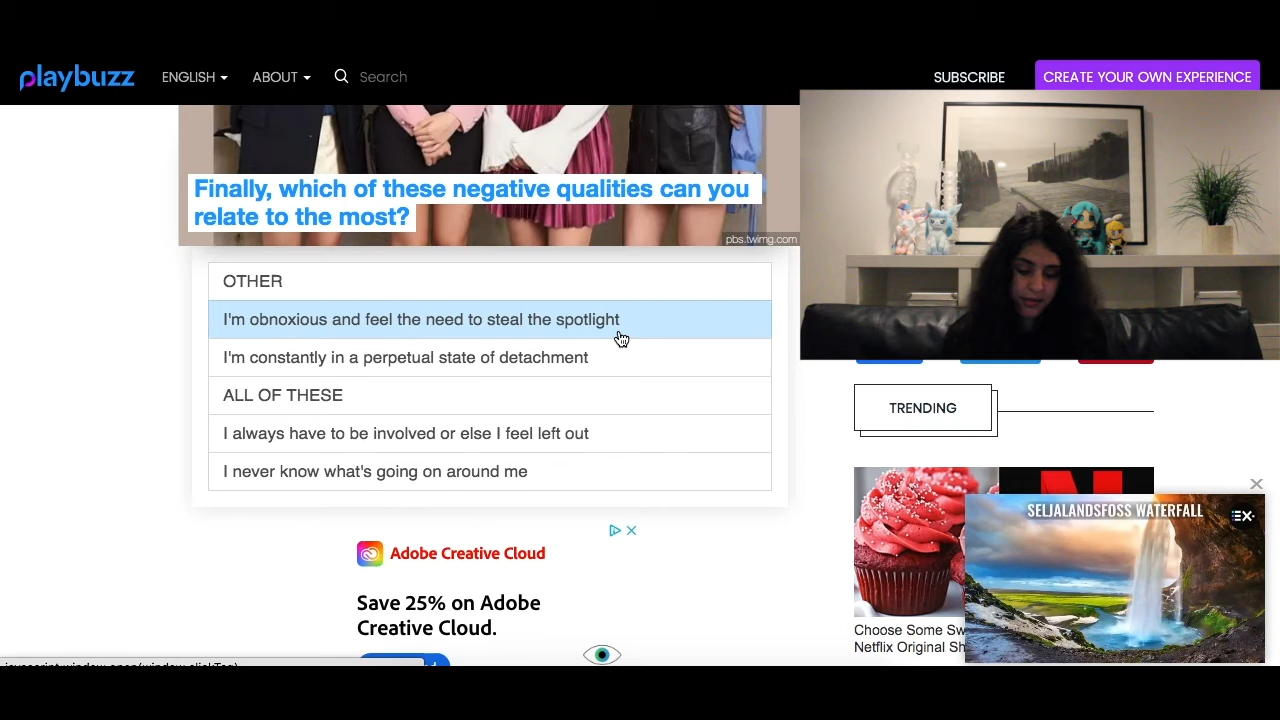 playbuzz
ENGLISH
ABOUT
Search
SUBSCRIBE
CREATE YOUR OWN EXPERIENCE
Finally, which of these negative qualities can you
relate to the most?
pbs.twimg.com
OTHER
I'm obnoxious and feel the need to steal the spotlight
I'm constantly in a perpetual state of detachment
ALL OF THESE
I always have to be involved or else I feel left out
I never know what's going on around me
Adobe Creative Cloud
Save 25% on Adobe
Creative Cloud.
TRENDING
SELJALANDSFOSS WATERFALL
Choose Some Sw
Netflix Original Sh